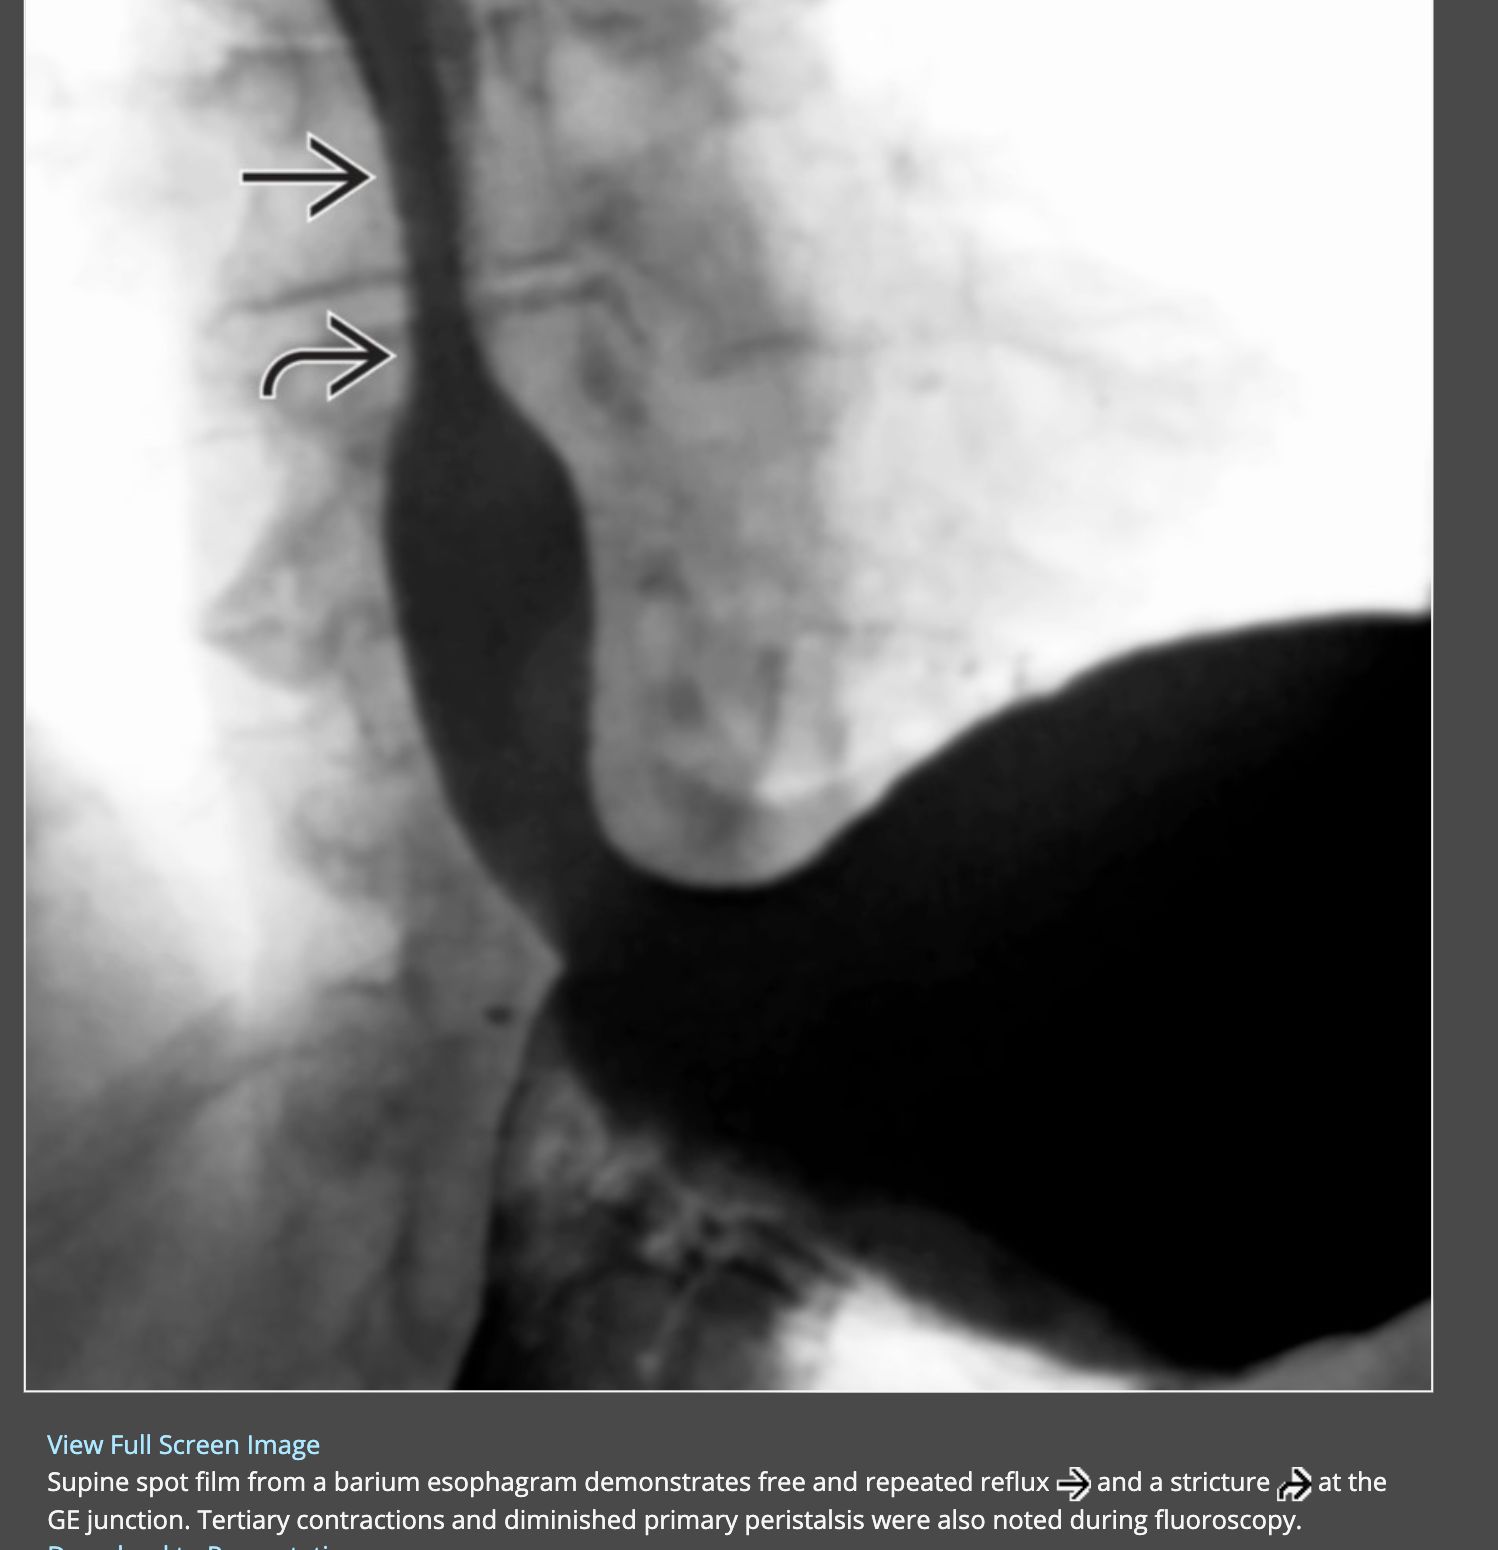 View Full Screen Image
Supine spot film from a barium esophagram demonstrates free and repeated reflux and a stricture at the
GE junction. Tertiary contractions and diminished primary peristalsis were also noted during fluoroscopy.